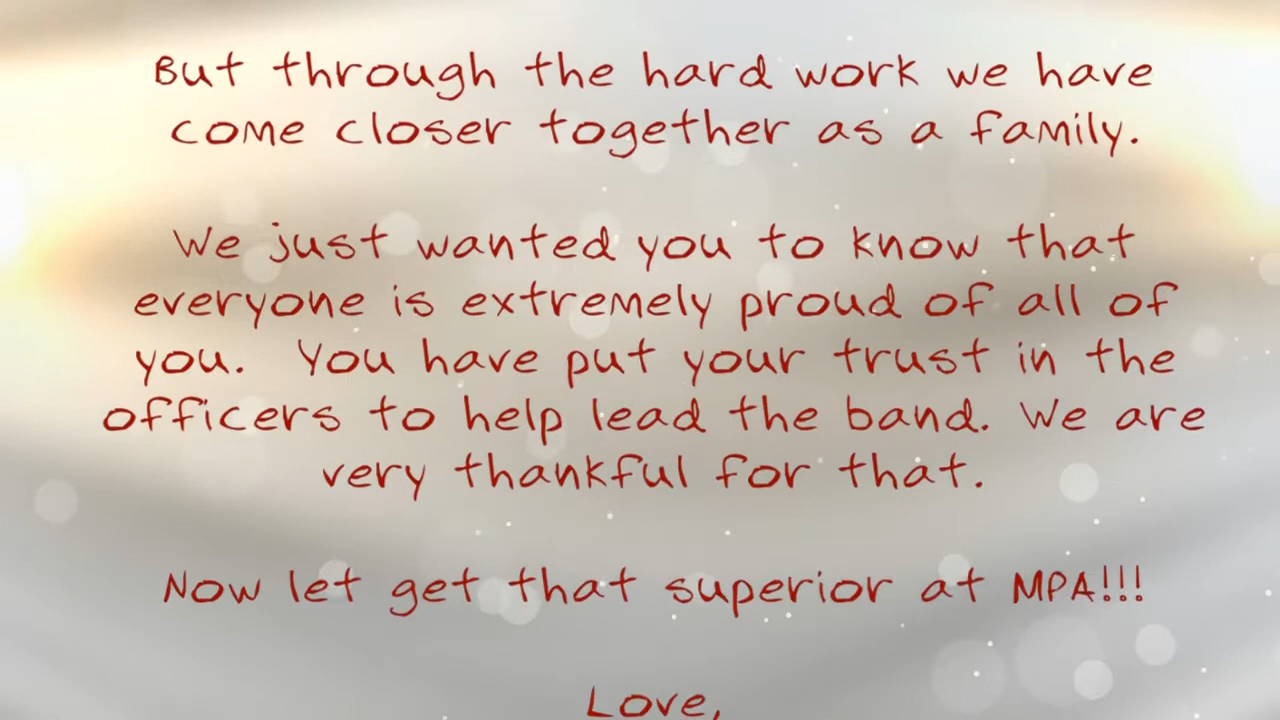 But through the hard work we have
come closer together as a family.
We just wanted you to know that
everyone is extremely proud of all of
you.  You have put your trust in the
officers to help lead the band. We are
very thankful for that.
Now let get that superior at MPA!!!
Love,